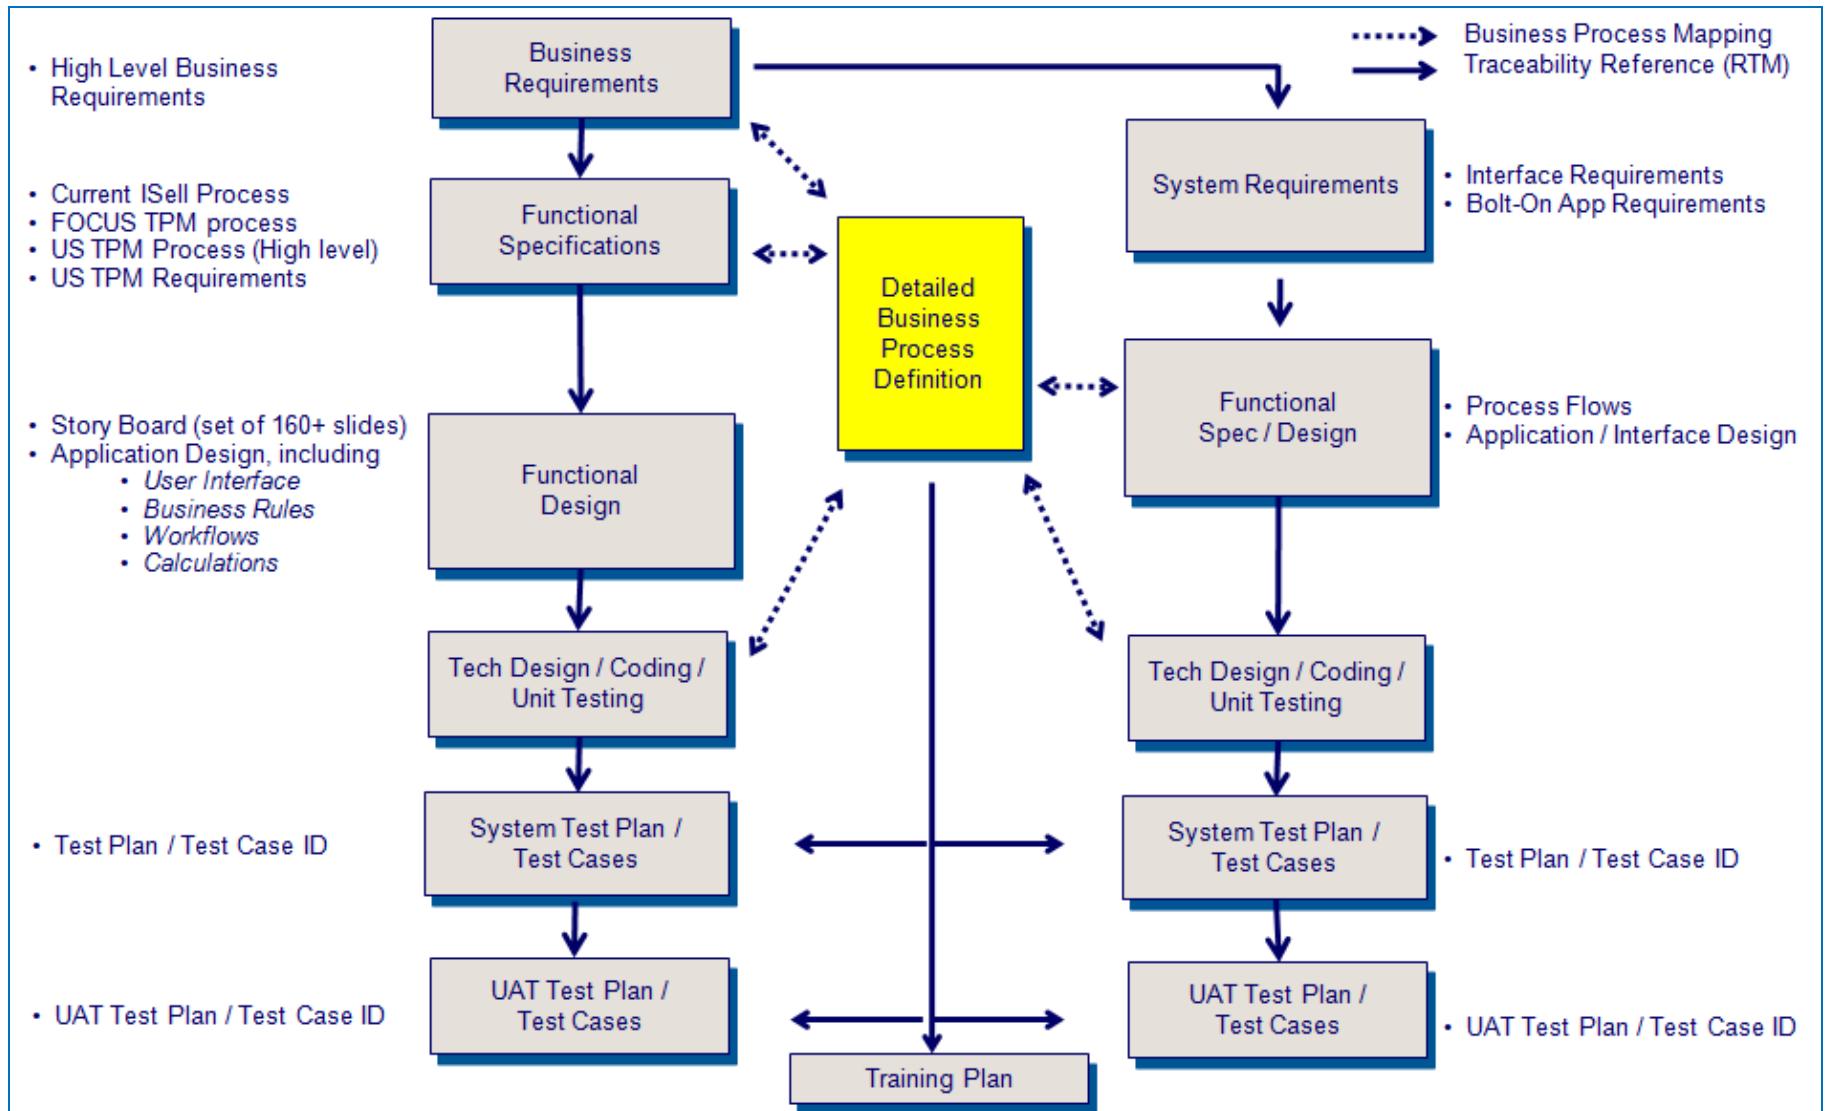 Business
Requirements
• High Level Business
Requirements
Business Process Mapping
Traceability Reference (RTM)
• Current ISell Process
• FOCUS TPM process
• US TPM Process (High level)
• US TPM Requirements
Functional
Specifications
System Requirements
• Interface Requirements
• Bolt-On App Requirements
Detailed
Business
Process
Definition
• Story Board (set of 160+ slides)
• Application Design, including
• User Interface
• Business Rules
• Workflows
• Calculations
Functional
Design
Functional
Spec / Design
• Process Flows
• Application / Interface Design
Tech Design / Coding /
Unit Testing
Tech Design / Coding /
Unit Testing
• Test Plan / Test Case ID
System Test Plan /
Test Cases
System Test Plan /
Test Cases
• Test Plan / Test Case ID
• UAT Test Plan / Test Case ID
UAT Test Plan /
Test Cases
UAT Test Plan /
Test Cases
• UAT Test Plan / Test Case ID
Training Plan